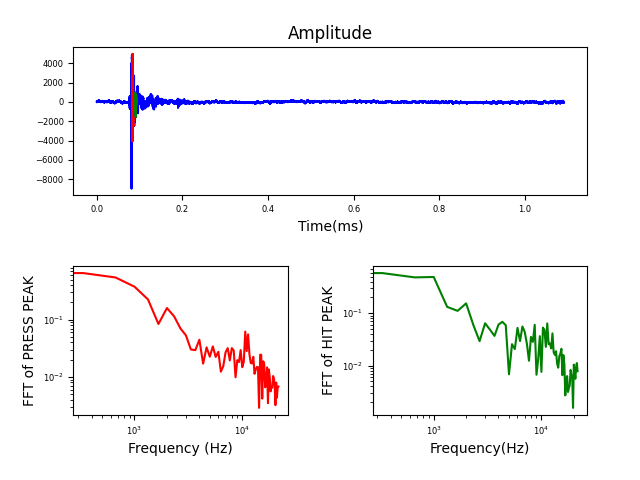 Amplitude
4000
2000
0
−2000
−4000
−6000
−8000
0.0 0.2 0.4 0.6 0.8 1.0
Time(ms)
FFT of PRESS PEAK
10⁻¹
10⁻²
10³ 10⁴
Frequency (Hz)
FFT of HIT PEAK
10⁻¹
10⁻²
10³ 10⁴
Frequency(Hz)